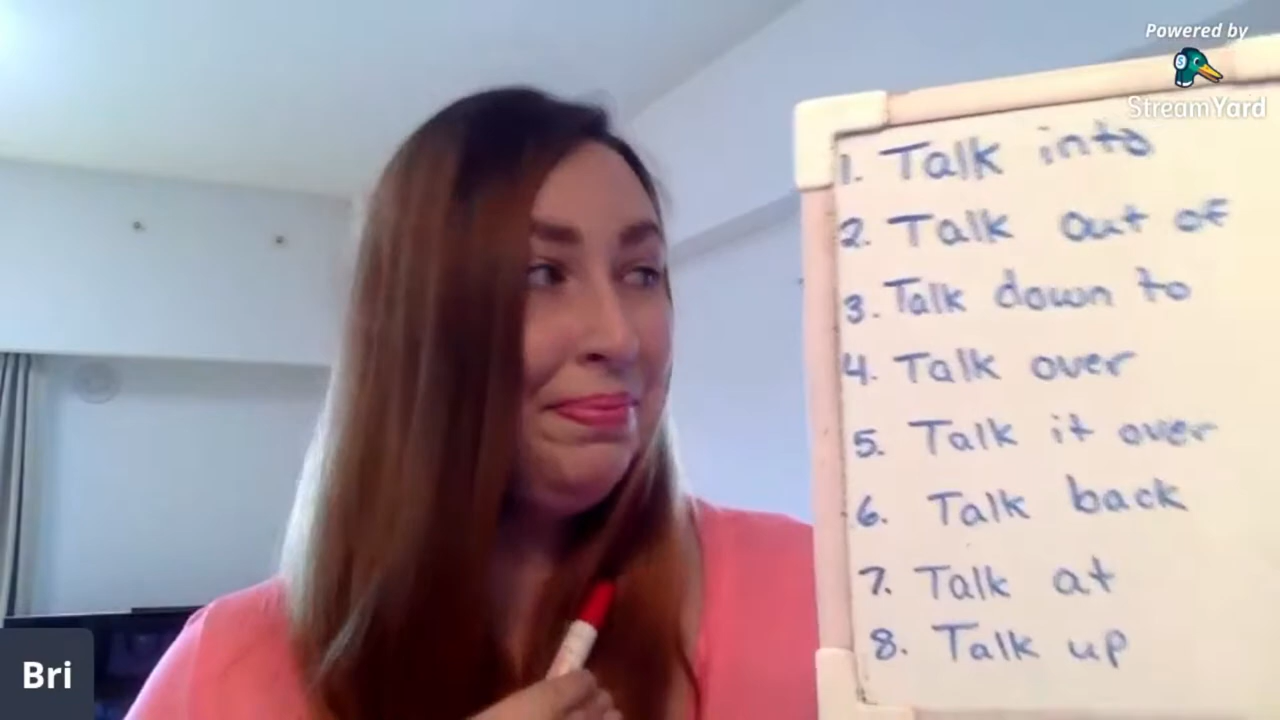 Powered by
StreamYard
1. Talk into
2. Talk out of
3. Talk down to
4. Talk over
5. Talk it over
6. Talk back
7. Talk at
8. Talk up
Bri